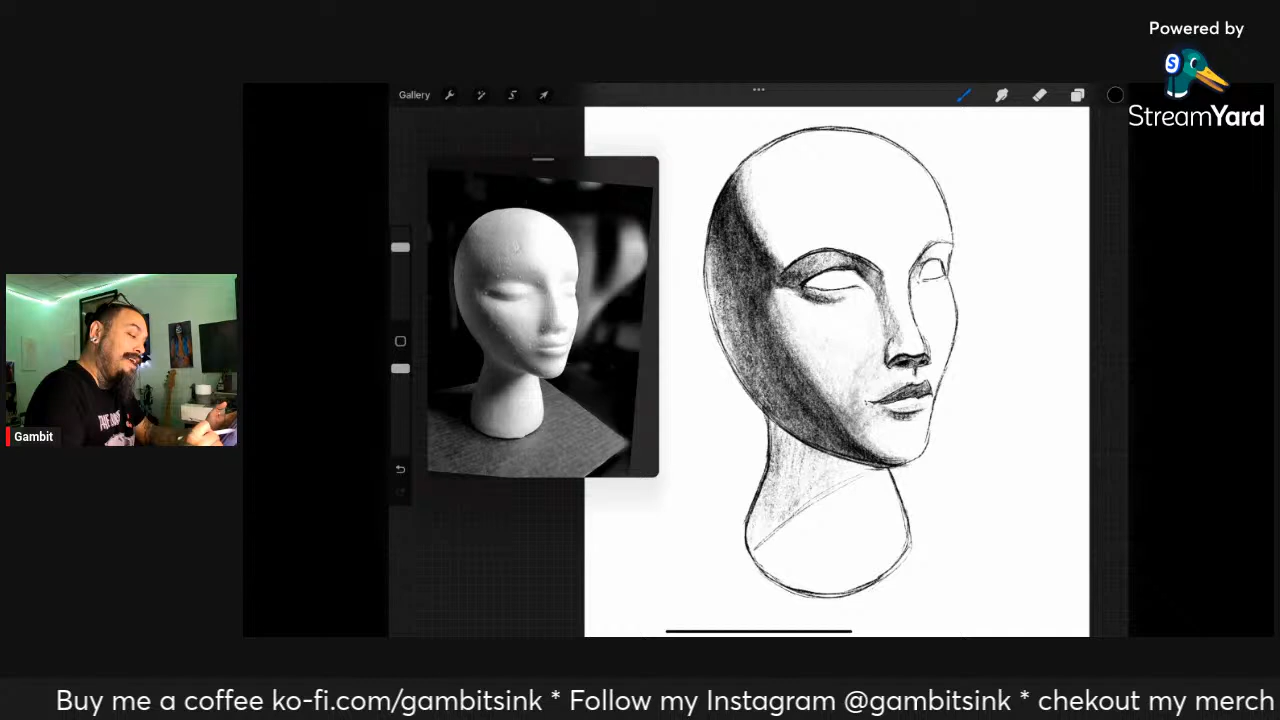 Powered by
StreamYard
Gallery
Gambit
Buy me a coffee ko-fi.com/gambitsink * Follow my Instagram @gambitsink * chekout my merch